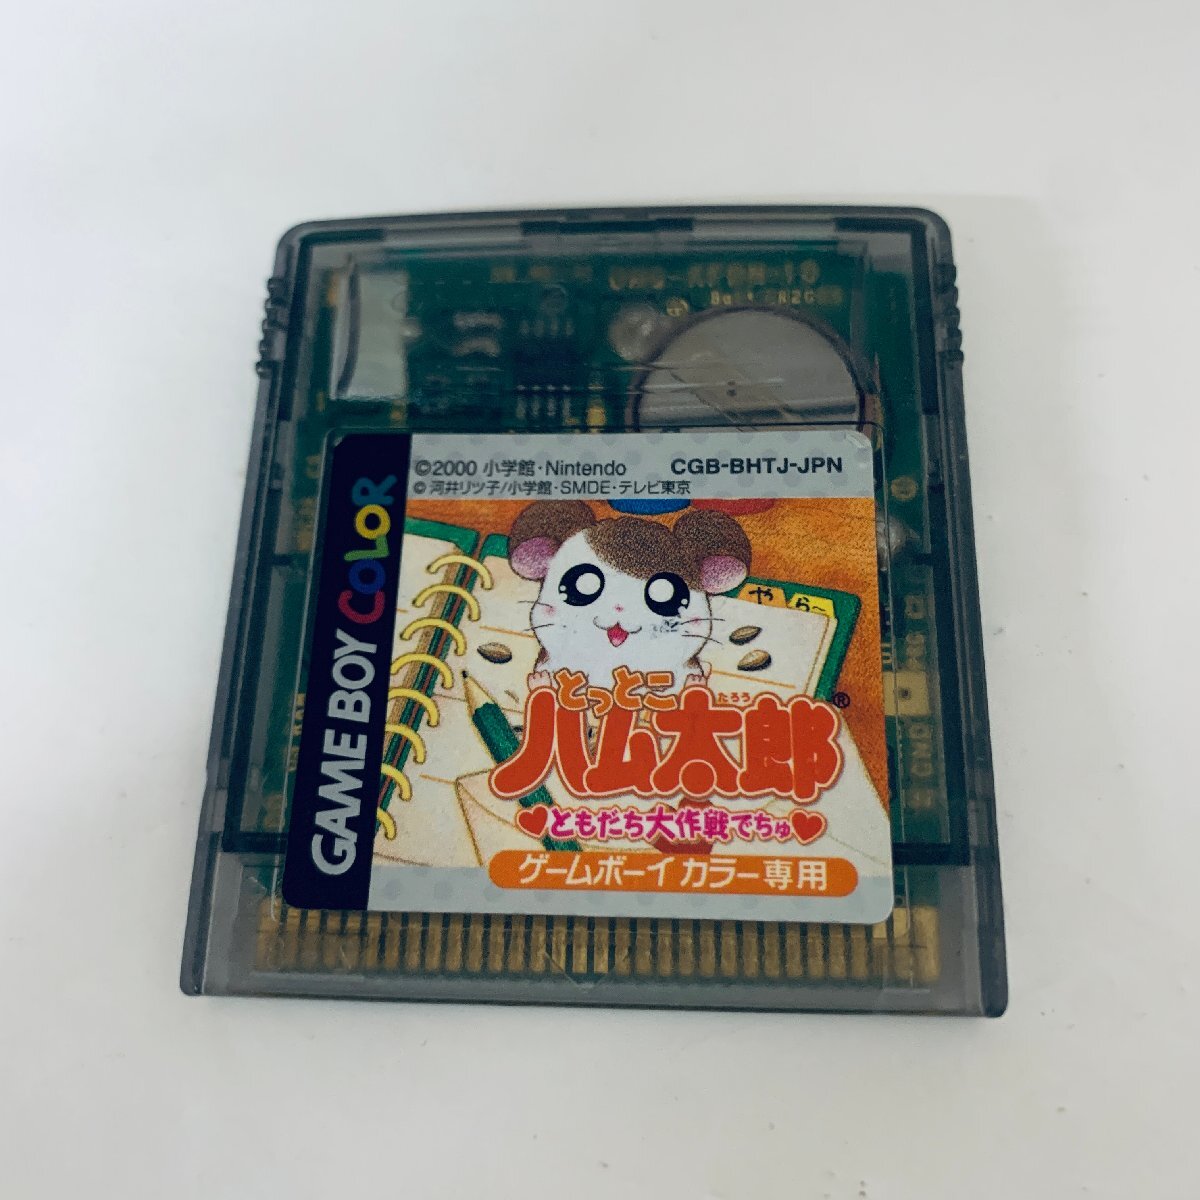 ©2000 小学館・Nintendo CGB-BHTJ-JPN
© 河井リツ子/小学館・SMDE・テレビ東京
GAME BOY COLOR
や ら～
とっとこ
たろう
ハム太郎®
♥ともだち大作戦でちゅ♥
ゲームボーイ カラー専用